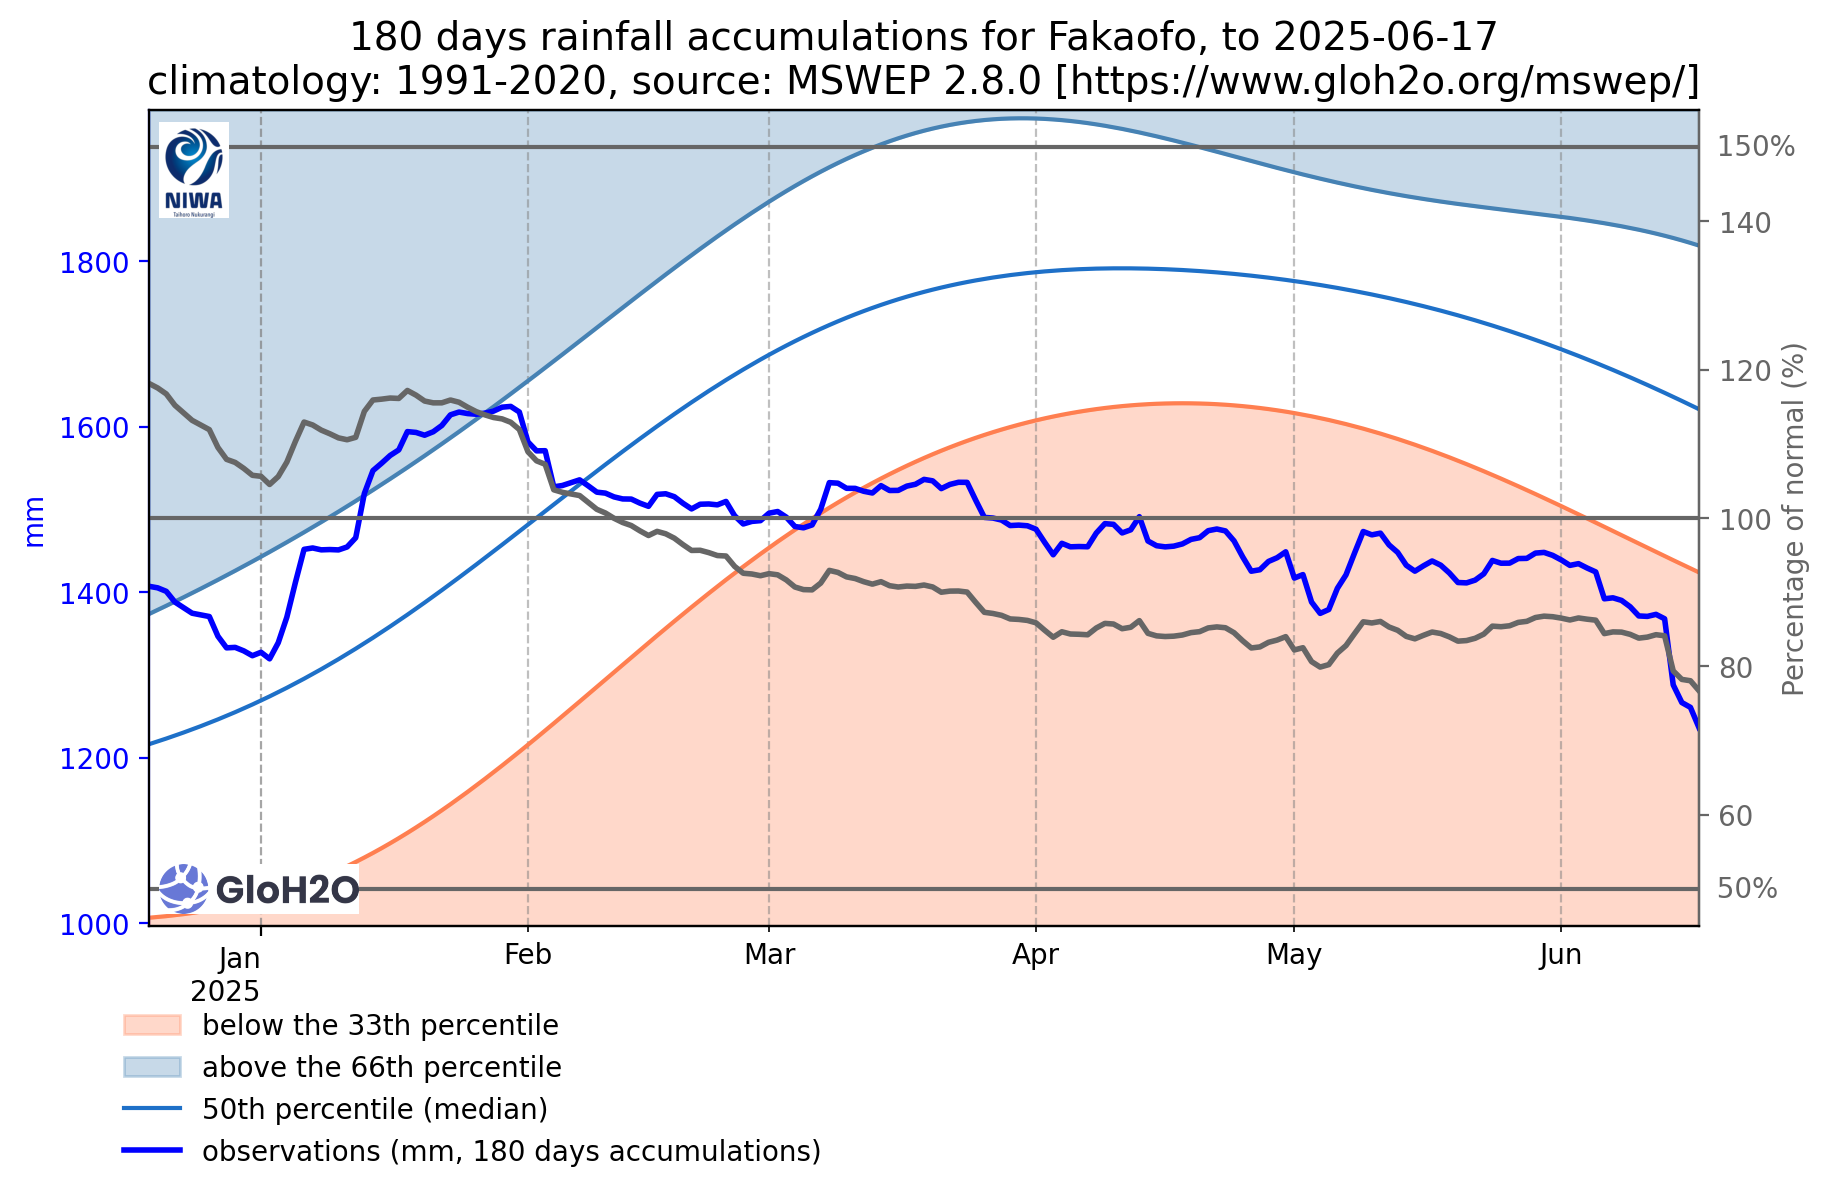 180 days rainfall accumulations for Fakaofo, to 2025-06-17
climatology: 1991-2020, source: MSWEP 2.8.0 [https://www.gloh2o.org/mswep/]
NIWA
Taihoro Nukurangi
150%
140
120
100
80
60
50%
Percentage of normal (%)
1800
1600
1400
1200
1000
mm
GloH2O
Jan
2025
Feb
Mar
Apr
May
Jun
below the 33th percentile
above the 66th percentile
50th percentile (median)
observations (mm, 180 days accumulations)